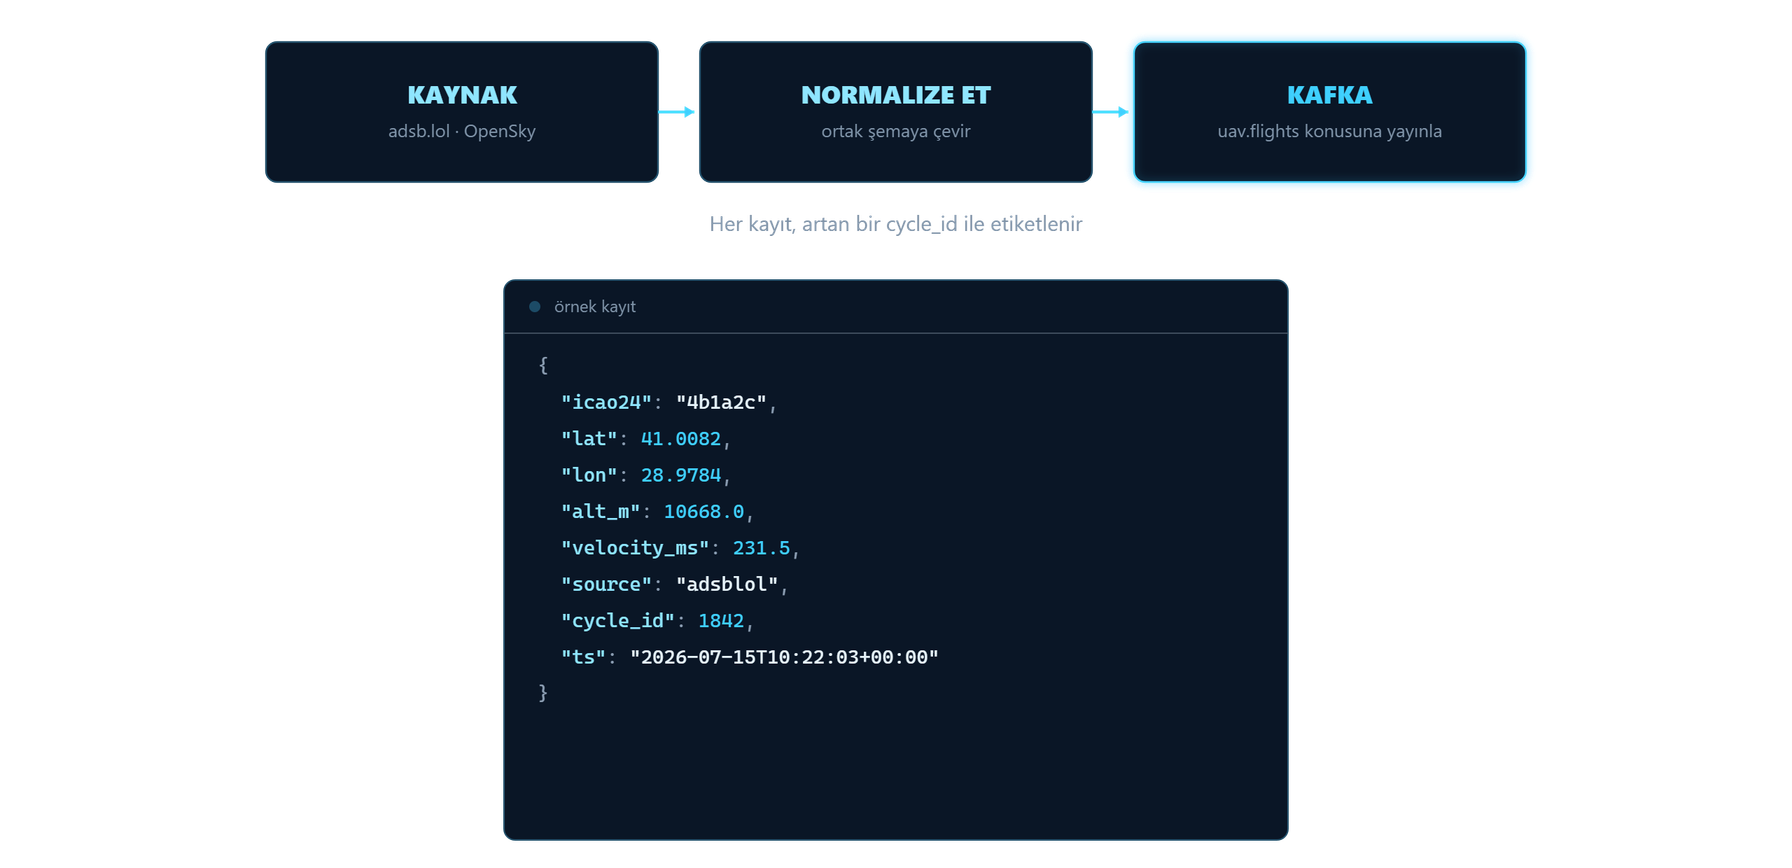 KAYNAK
adsb.lol · OpenSky
NORMALIZE ET
ortak şemaya çevir
KAFKA
uav.flights konusuna yayınla
Her kayıt, artan bir cycle_id ile etiketlenir
örnek kayıt
{
"icao24": "4b1a2c",
"lat": 41.0082,
"lon": 28.9784,
"alt_m": 10668.0,
"velocity_ms": 231.5,
"source": "adsblol",
"cycle_id": 1842,
"ts": "2026-07-15T10:22:03+00:00"
}